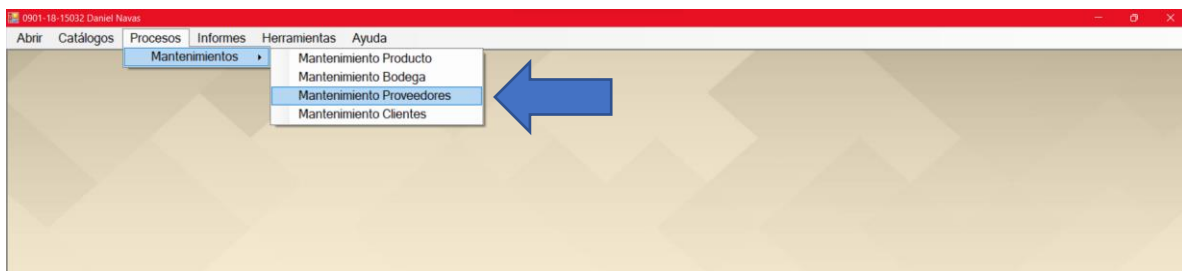 0901-18-15032 Daniel Navas
Abrir Catálogos Procesos Informes Herramientas Ayuda
Mantenimientos
Mantenimiento Producto
Mantenimiento Bodega
Mantenimiento Proveedores
Mantenimiento Clientes